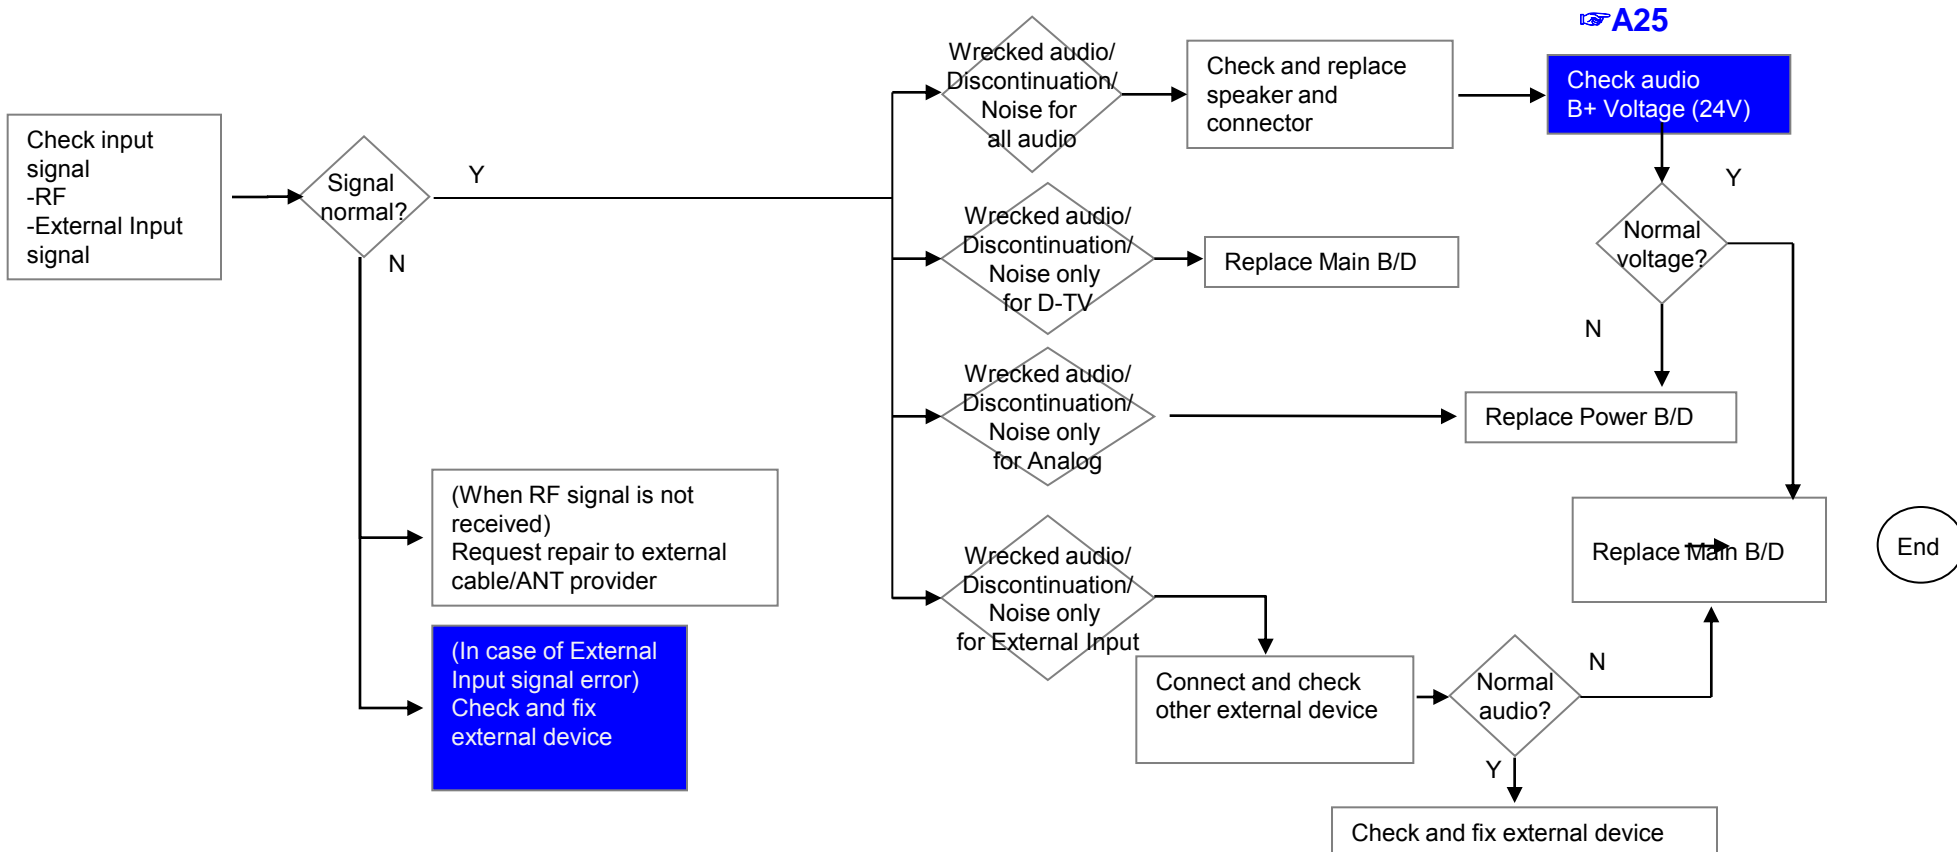 ☞A25
Check input
signal
-RF
-External Input
signal
Signal
normal?
Y
N
(When RF signal is not
received)
Request repair to external
cable/ANT provider
(In case of External
Input signal error)
Check and fix
external device
Wrecked audio/
Discontinuation/
Noise for
all audio
Check and replace
speaker and
connector
Check audio
B+ Voltage (24V)
Normal
voltage?
Y
N
Wrecked audio/
Discontinuation/
Noise only
for D-TV
Replace Main B/D
Wrecked audio/
Discontinuation/
Noise only
for Analog
Replace Power B/D
Wrecked audio/
Discontinuation/
Noise only
for External Input
Connect and check
other external device
Normal
audio?
N
Y
Replace Main B/D
End
Check and fix external device